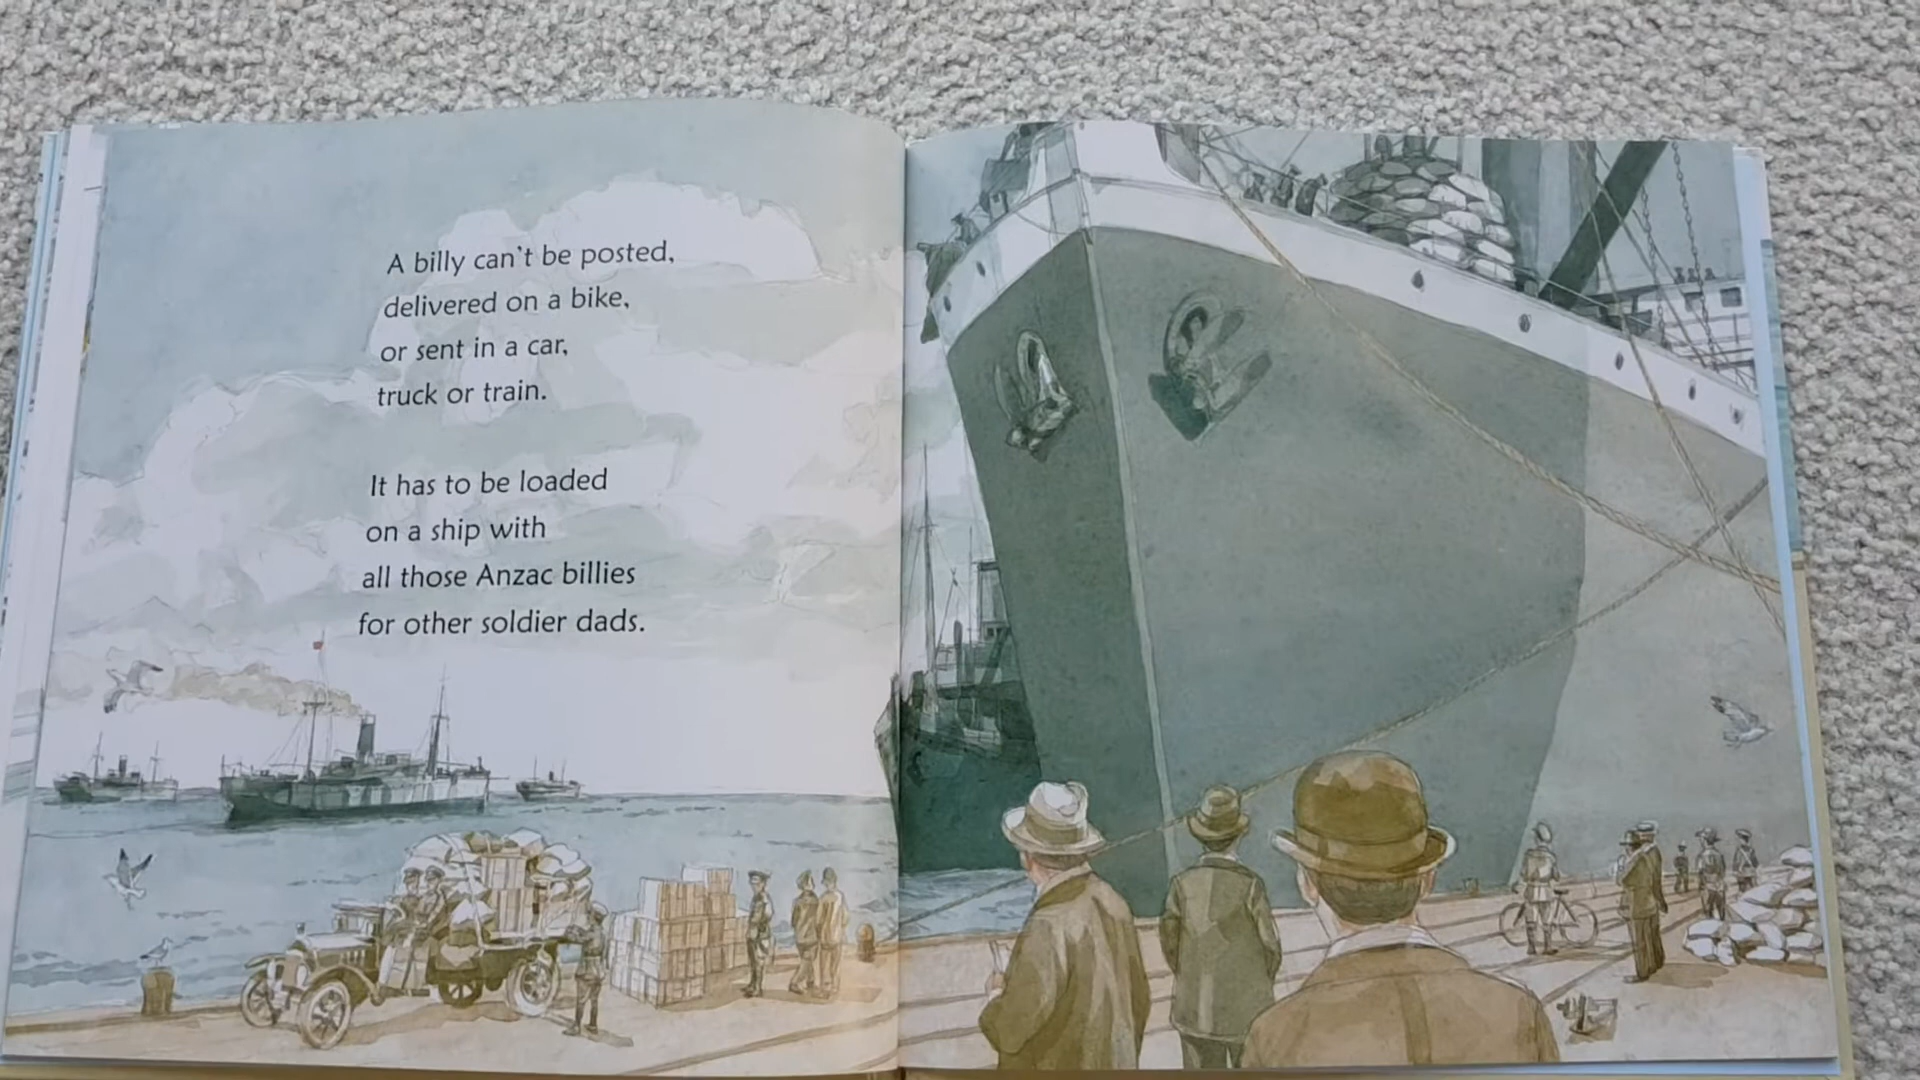 A billy can't be posted,
delivered on a bike,
or sent in a car,
truck or train.
It has to be loaded
on a ship with
all those Anzac billies
for other soldier dads.